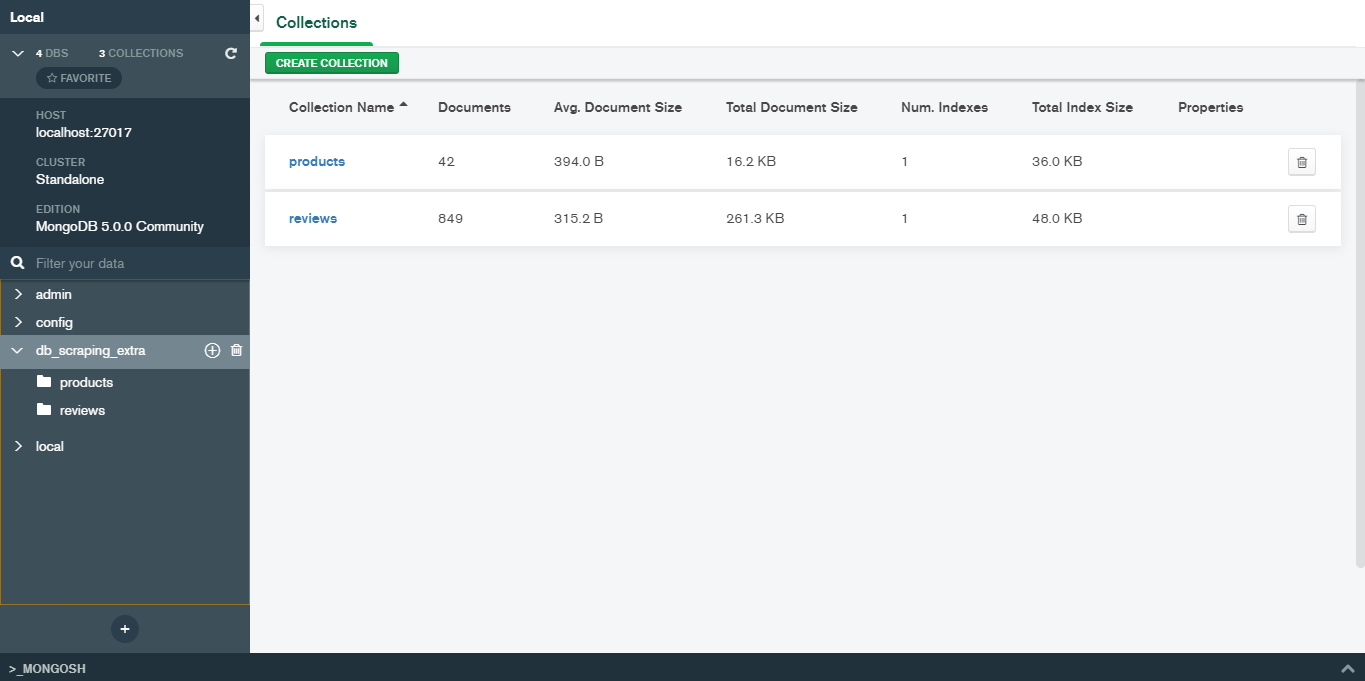 Local
4 DBS 3 COLLECTIONS
FAVORITE
HOST
localhost:27017
CLUSTER
Standalone
EDITION
MongoDB 5.0.0 Community
Filter your data
admin
config
db_scraping_extra
products
reviews
local
>_MONGOSH
Collections
CREATE COLLECTION
Collection Name Documents Avg. Document Size Total Document Size Num. Indexes Total Index Size Properties
products 42 394.0 B 16.2 KB 1 36.0 KB
reviews 849 315.2 B 261.3 KB 1 48.0 KB